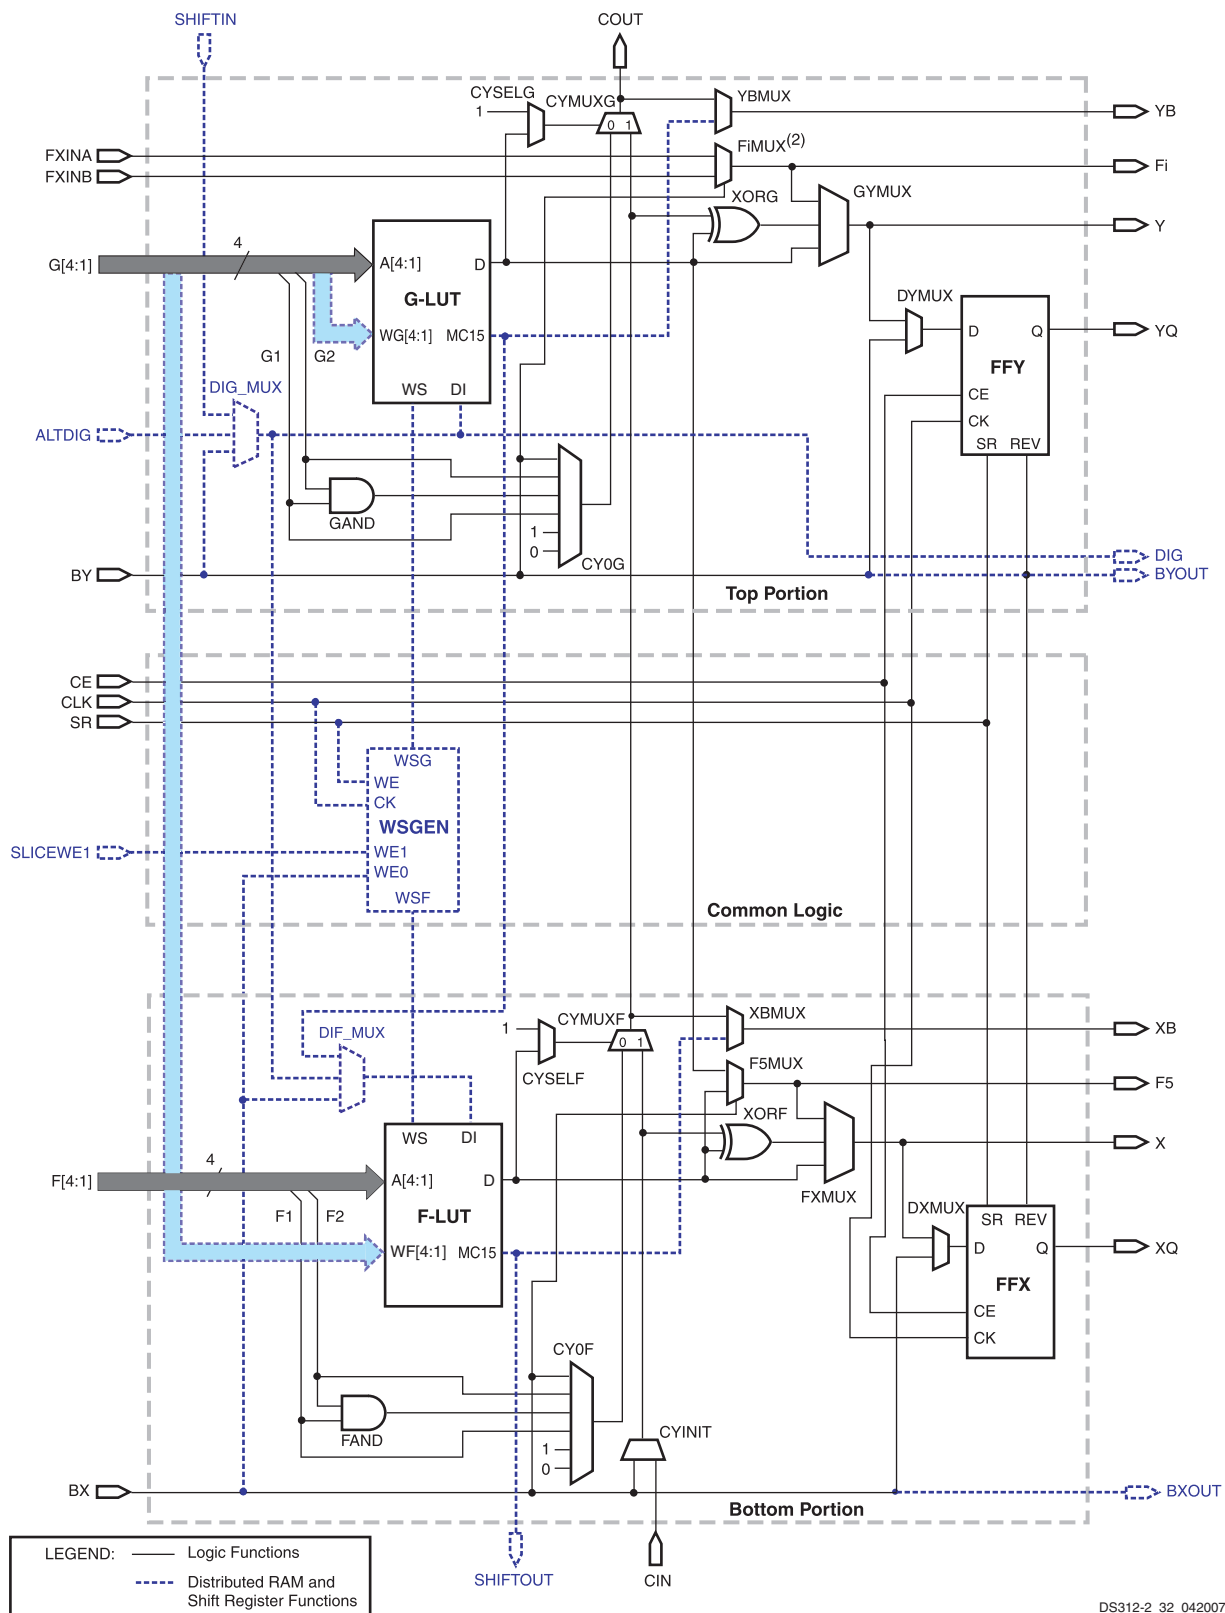 SHIFTIN
COUT
CYSELG
CYMUXG
YBMUX
1
0 1
YB
FXINA
FXINB
FiMUX(2)
Fi
XORG
GYMUX
Y
G[4:1]
4
A[4:1]
D
G-LUT
WG[4:1]
MC15
WS
DI
G1
G2
DYMUX
D
Q
YQ
FFY
CE
CK
SR
REV
DIG_MUX
ALTDIG
GAND
1
0
CY0G
BY
DIG
BYOUT
Top Portion
CE
CLK
SR
WSG
WE
CK
WSGEN
SLICEWE1
WE1
WE0
WSF
Common Logic
DIF_MUX
1
CYMUXF
0 1
CYSELF
XBMUX
XB
F5MUX
F5
XORF
X
FXMUX
F[4:1]
4
WS
DI
A[4:1]
D
F-LUT
WF[4:1]
MC15
F1
F2
DXMUX
SR
REV
D
Q
XQ
FFX
CE
CK
CY0F
FAND
1
0
CYINIT
BX
BXOUT
Bottom Portion
SHIFTOUT
CIN
LEGEND:
Logic Functions
Distributed RAM and
Shift Register Functions
DS312-2_32_042007